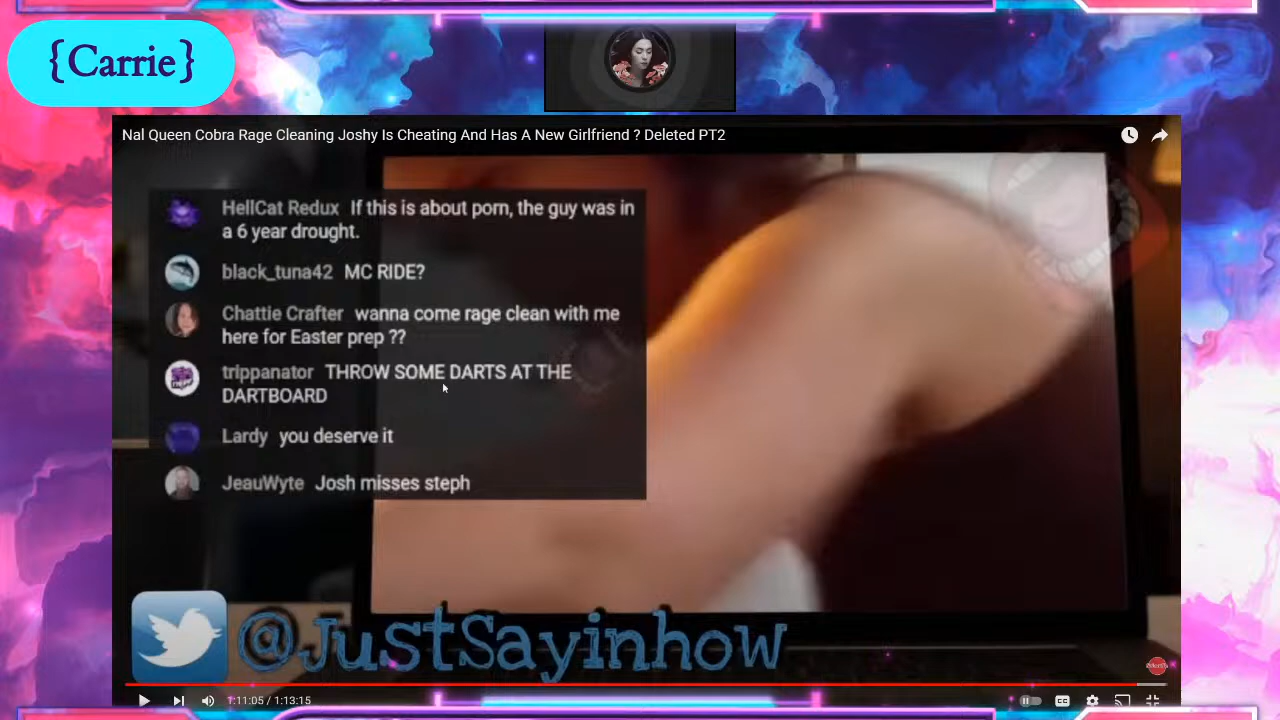 {Carrie}
Nal Queen Cobra Rage Cleaning Joshy Is Cheating And Has A New Girlfriend ? Deleted PT2
HellCat Redux If this is about porn, the guy was in
a 6 year drought.
black_tuna42 MC RIDE?
Chattie Crafter wanna come rage clean with me
here for Easter prep ??
trippanator THROW SOME DARTS AT THE
DARTBOARD
Lardy you deserve it
JeauWyte Josh misses steph
@JustSayinhow
1:11:05 / 1:13:15
CC